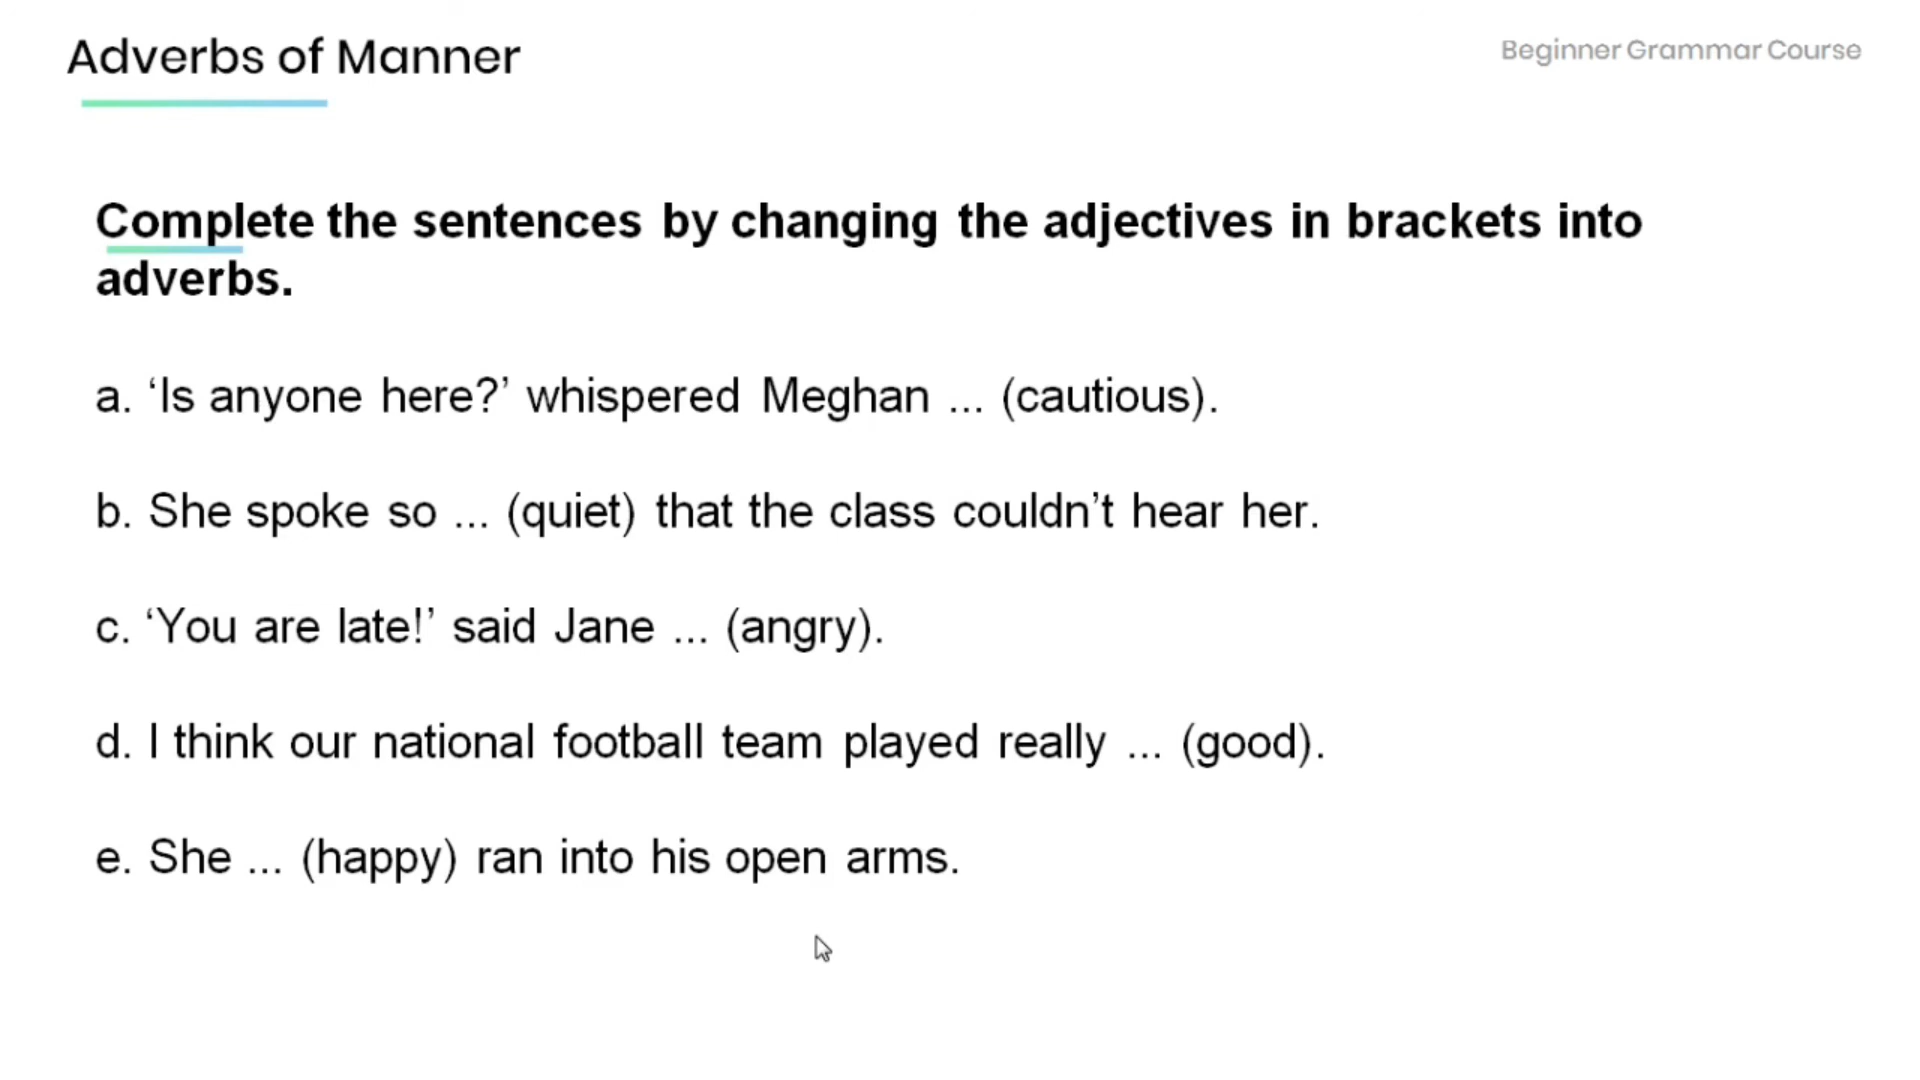 Adverbs of Manner
Beginner Grammar Course
Complete the sentences by changing the adjectives in brackets into
adverbs.
a. ‘Is anyone here?’ whispered Meghan ... (cautious).
b. She spoke so ... (quiet) that the class couldn’t hear her.
c. ‘You are late!’ said Jane ... (angry).
d. I think our national football team played really ... (good).
e. She ... (happy) ran into his open arms.